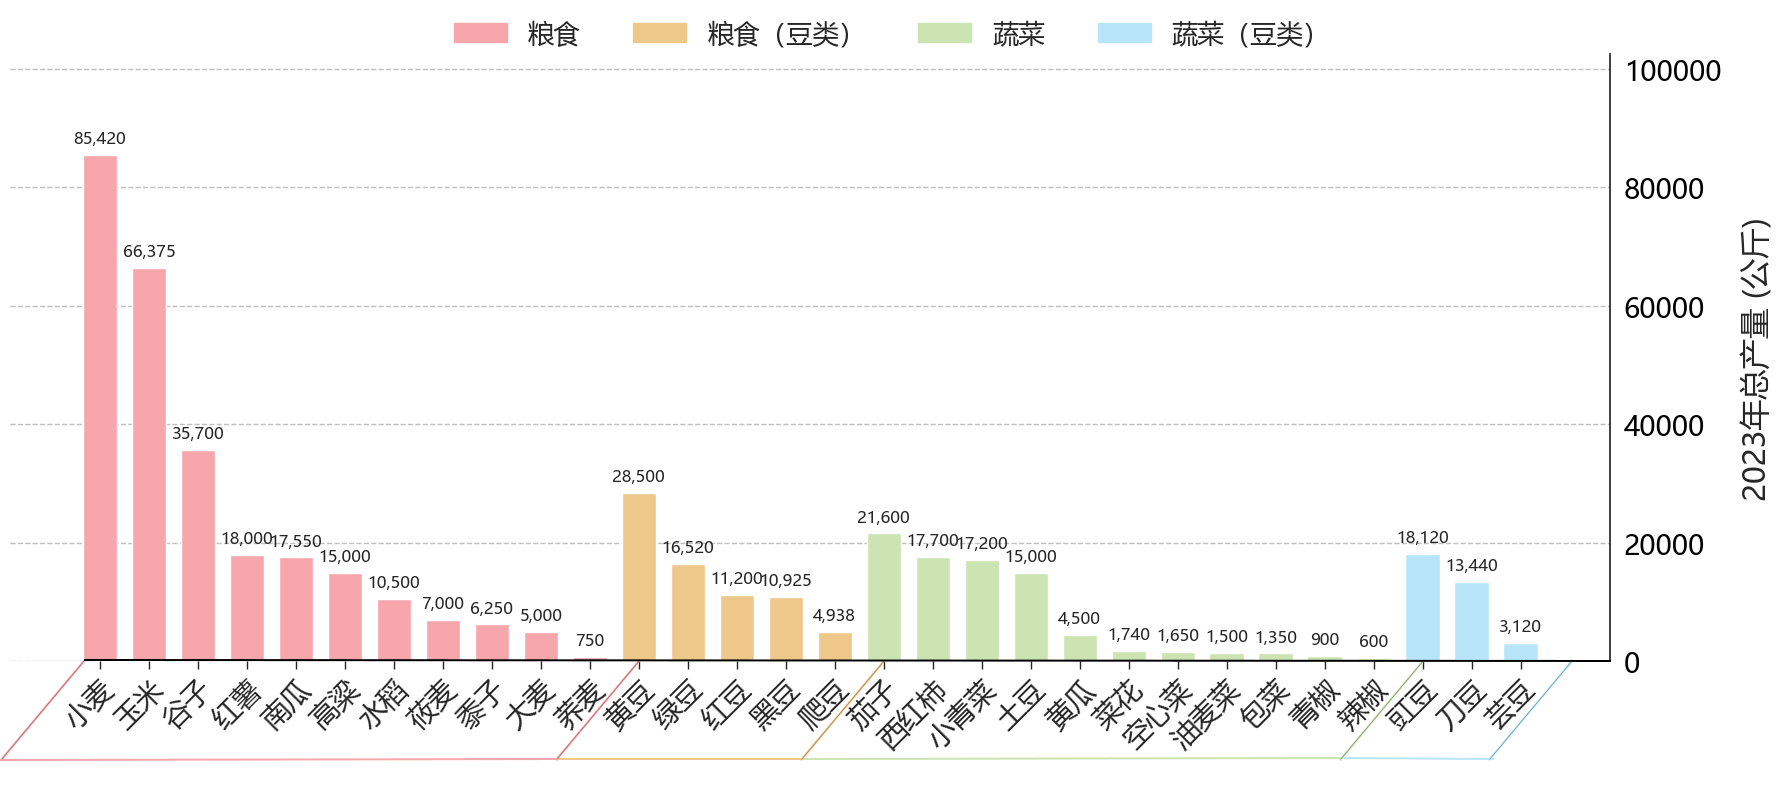 粮食
粮食（豆类）
蔬菜
蔬菜（豆类）
100000
80000
60000
40000
20000
0
2023年总产量 (公斤)
85,420
66,375
35,700
18,000
17,550
15,000
10,500
7,000
6,250
5,000
750
28,500
16,520
11,200
10,925
4,938
21,600
17,700
17,200
15,000
4,500
1,740
1,650
1,500
1,350
900
600
18,120
13,440
3,120
小麦
玉米
谷子
红薯
南瓜
高粱
水稻
莜麦
黍子
大麦
荞麦
黄豆
绿豆
红豆
黑豆
爬豆
茄子
西红柿
小青菜
土豆
黄瓜
菜花
空心菜
油麦菜
包菜
青椒
辣椒
豇豆
刀豆
芸豆